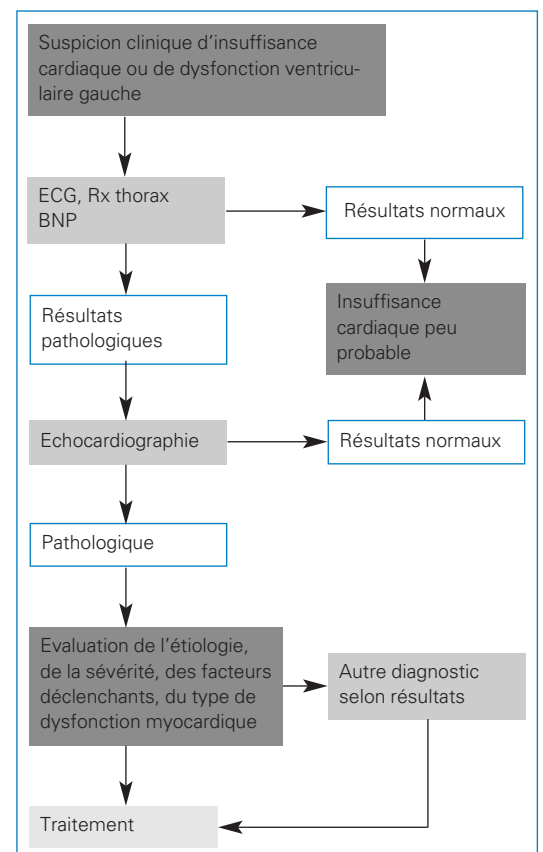 Suspicion clinique d'insuffisance
cardiaque ou de dysfonction ventricu-
laire gauche
ECG, Rx thorax
BNP
Résultats normaux
Résultats
pathologiques
Insuffisance
cardiaque peu
probable
Echocardiographie
Résultats normaux
Pathologique
Evaluation de l'étiologie,
de la sévérité, des facteurs
déclenchants, du type de
dysfonction myocardique
Autre diagnostic
selon résultats
Traitement